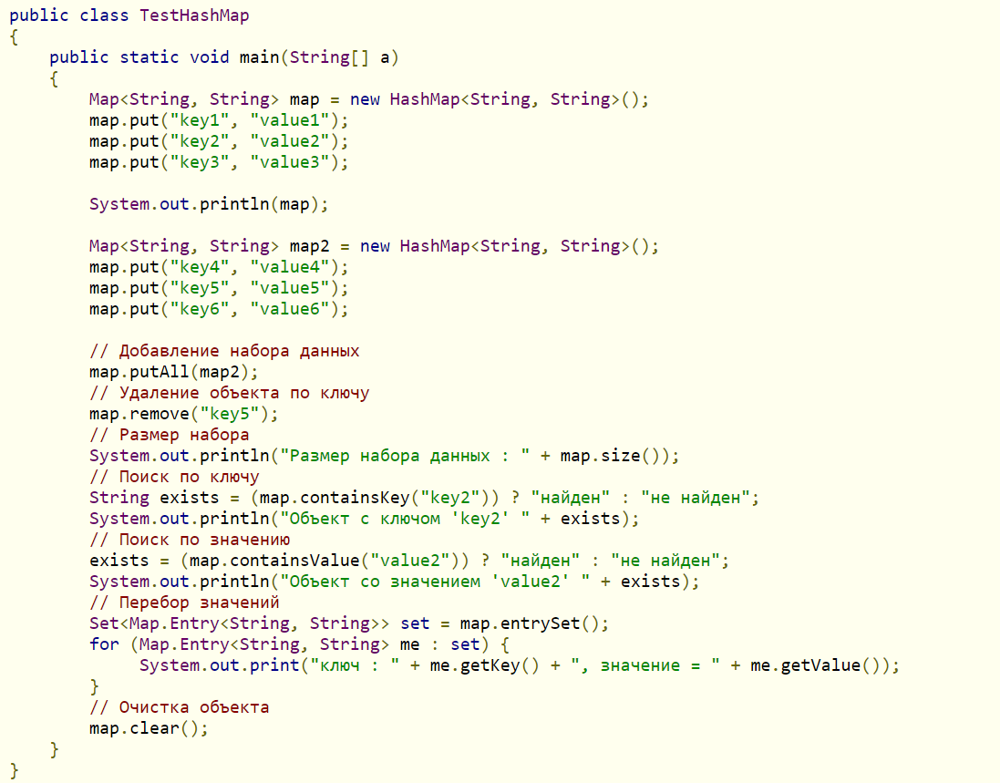 public class TestHashMap
{
    public static void main(String[] a)
    {
        Map<String, String> map = new HashMap<String, String>();
        map.put("key1", "value1");
        map.put("key2", "value2");
        map.put("key3", "value3");

        System.out.println(map);

        Map<String, String> map2 = new HashMap<String, String>();
        map.put("key4", "value4");
        map.put("key5", "value5");
        map.put("key6", "value6");

        // Добавление набора данных
        map.putAll(map2);
        // Удаление объекта по ключу
        map.remove("key5");
        // Размер набора
        System.out.println("Размер набора данных : " + map.size());
        // Поиск по ключу
        String exists = (map.containsKey("key2")) ? "найден" : "не найден";
        System.out.println("Объект с ключом 'key2' " + exists);
        // Поиск по значению
        exists = (map.containsValue("value2")) ? "найден" : "не найден";
        System.out.println("Объект со значением 'value2' " + exists);
        // Перебор значений
        Set<Map.Entry<String, String>> set = map.entrySet();
        for (Map.Entry<String, String> me : set) {
             System.out.print("ключ : " + me.getKey() + ", значение = " + me.getValue());
        }
        // Очистка объекта
        map.clear();
    }
}